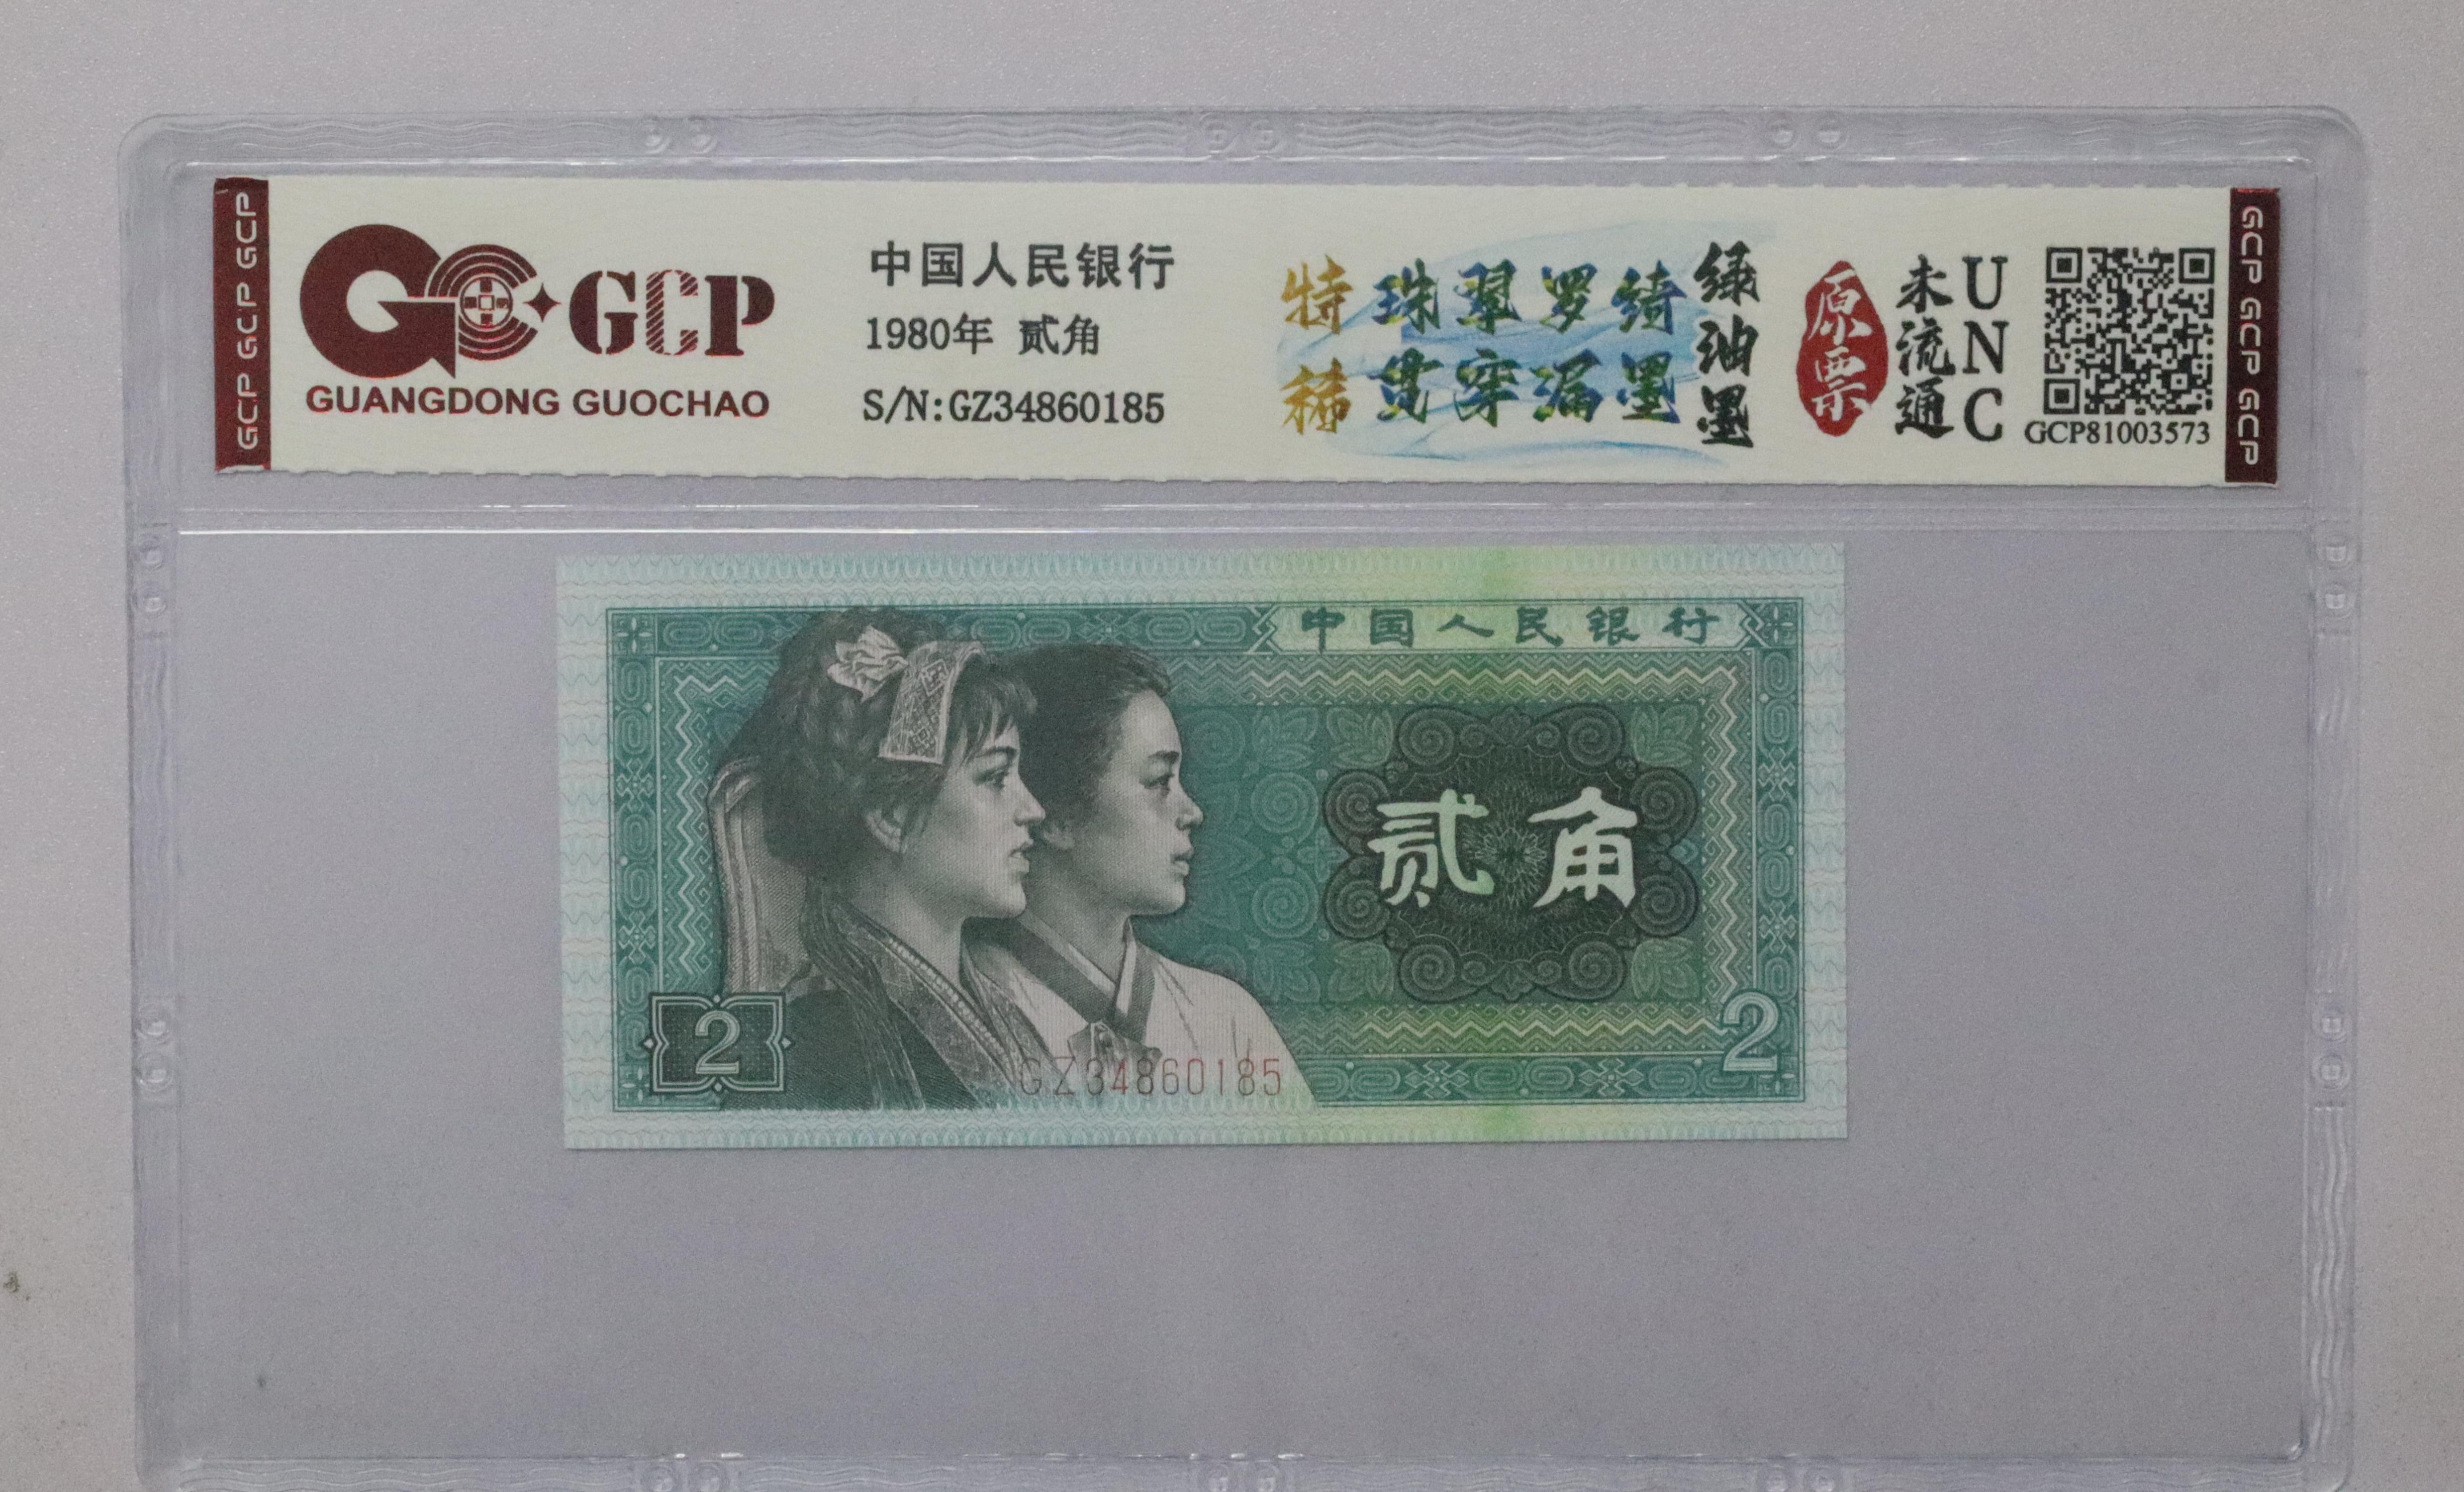 GCP GCP GCP
GCP
GUANGDONG GUOCHAO
中国人民银行
1980年 贰角
S/N:GZ34860185
特稀
珠翠罗绮
贯穿漏墨
绿油墨
原票
未流通
UNC
GCP81003573
GCP GCP GCP
中国人民银行
贰角
2
GZ34860185
2